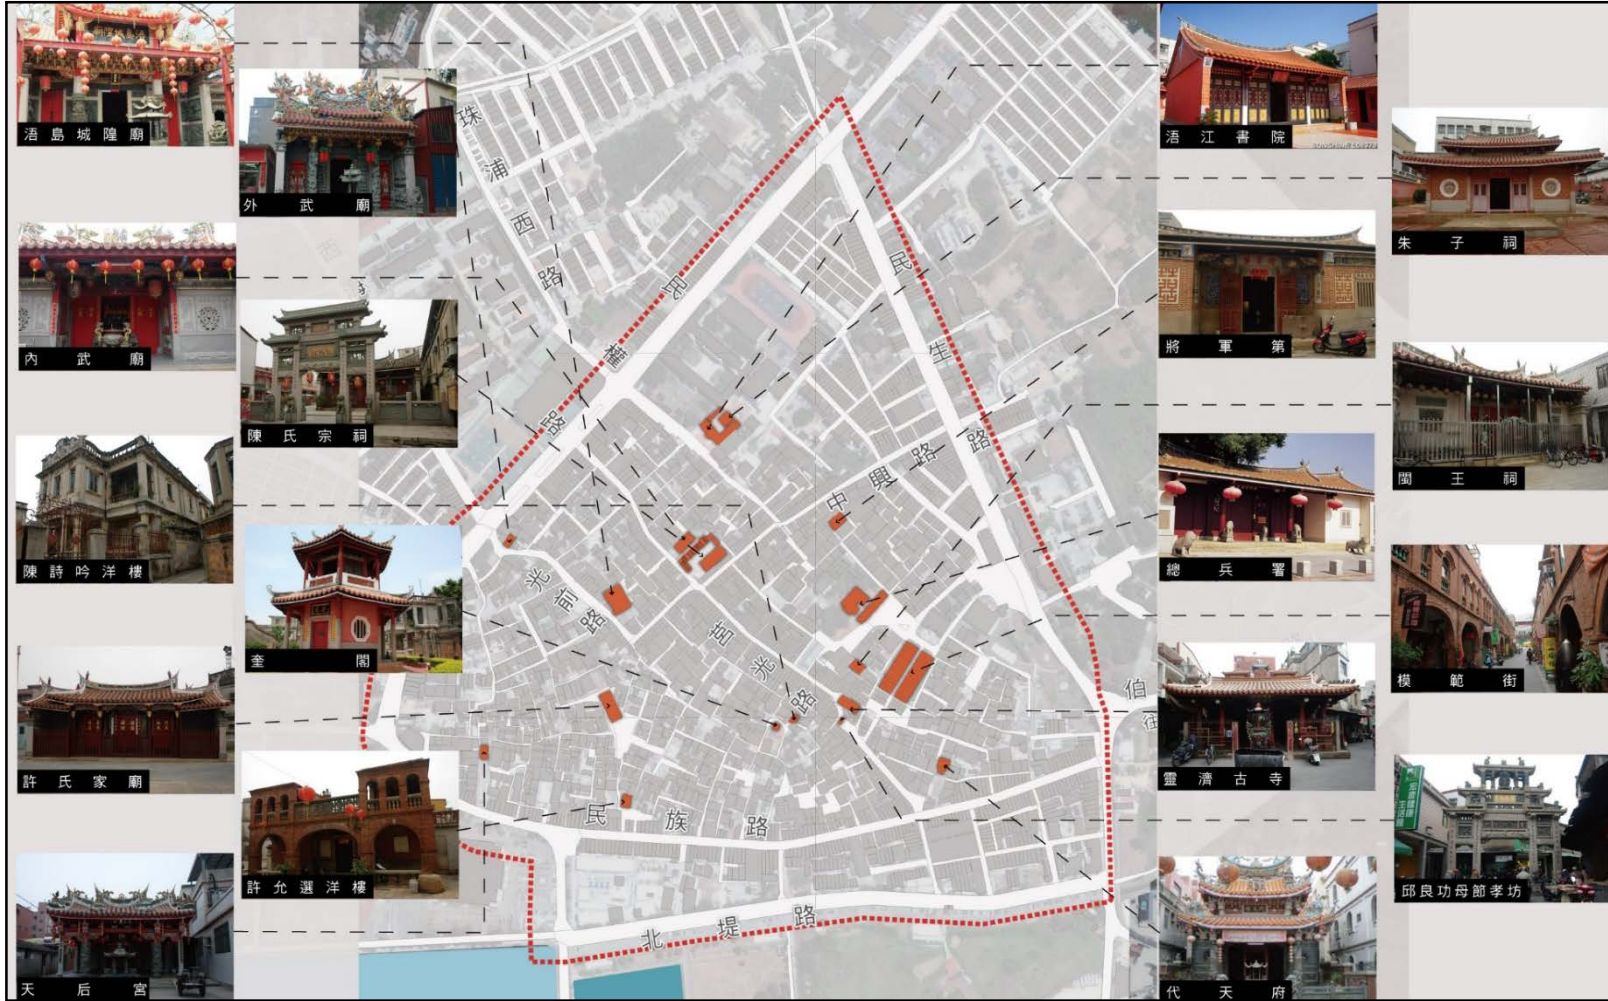 浯島城隍廟
外武廟
內武廟
陳氏宗祠
陳詩吟洋樓
奎閣
許氏家廟
許允選洋樓
天后宮
珠浦西路
民權路
民生路
中興路
光前路
莒光路
民族路
北堤路
伯
浯江書院
朱子祠
將軍第
閩王祠
總兵署
模範街
靈濟古寺
邱良功母節孝坊
代天府